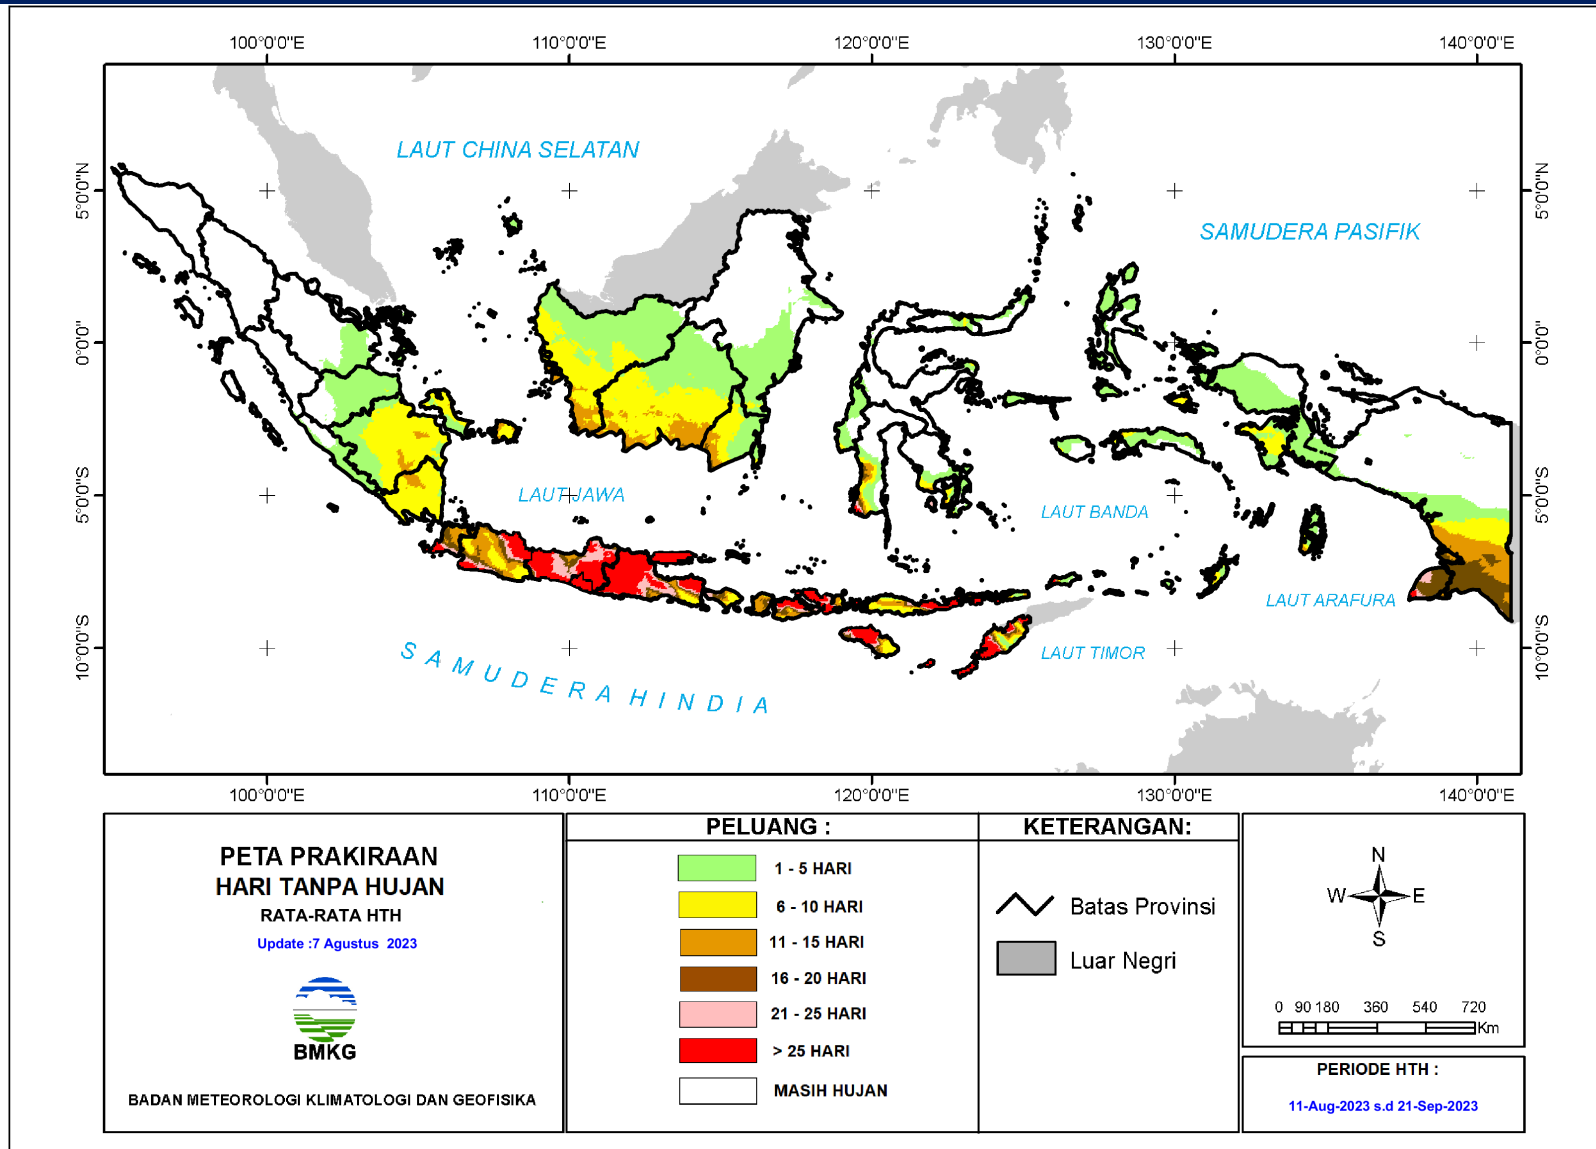 100°0'0"E 110°0'0"E 120°0'0"E 130°0'0"E 140°0'0"E
LAUT CHINA SELATAN
5°0'0"N 5°0'0"N
SAMUDERA PASIFIK
0°0'0" 0°0'0"
5°0'0"S 5°0'0"S
LAUT JAWA
LAUT BANDA
LAUT ARAFURA
10°0'0"S 10°0'0"S
LAUT TIMOR
SAMUDERA HINDIA
100°0'0"E 110°0'0"E 120°0'0"E 130°0'0"E 140°0'0"E
PETA PRAKIRAAN
HARI TANPA HUJAN
RATA-RATA HTH
Update :7 Agustus 2023
BMKG
BADAN METEOROLOGI KLIMATOLOGI DAN GEOFISIKA
PELUANG :
1 - 5 HARI
6 - 10 HARI
11 - 15 HARI
16 - 20 HARI
21 - 25 HARI
> 25 HARI
MASIH HUJAN
KETERANGAN:
Batas Provinsi
Luar Negri
N
W E
S
0 90 180 360 540 720
Km
PERIODE HTH :
11-Aug-2023 s.d 21-Sep-2023